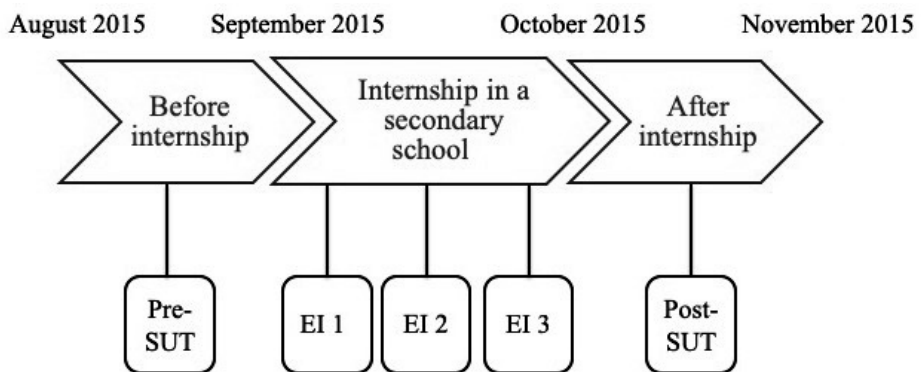 August 2015 September 2015 October 2015 November 2015
Before
internship
Internship in a
secondary
school
After
internship
Pre-
SUT
EI 1
EI 2
EI 3
Post-
SUT